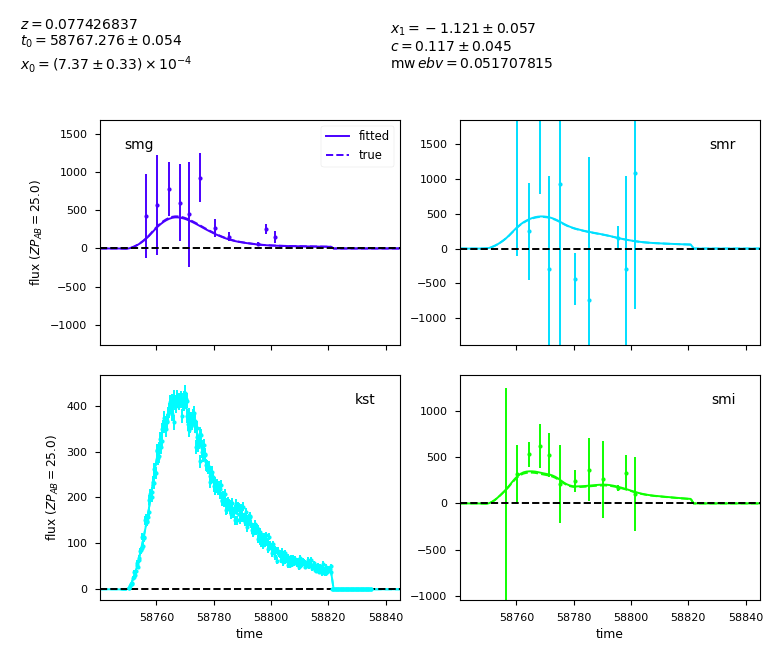 z = 0.077426837
t₀ = 58767.276 ± 0.054
x₀ = (7.37 ± 0.33) × 10⁻⁴
x₁ = −1.121 ± 0.057
c = 0.117 ± 0.045
mwebv = 0.051707815
smg
fitted
true
1500
1000
500
0
−500
−1000
flux (ZP_AB = 25.0)
smr
1500
1000
500
0
−500
−1000
kst
400
300
200
100
0
flux (ZP_AB = 25.0)
58760 58780 58800 58820 58840
time
smi
1000
500
0
−500
−1000
58760 58780 58800 58820 58840
time